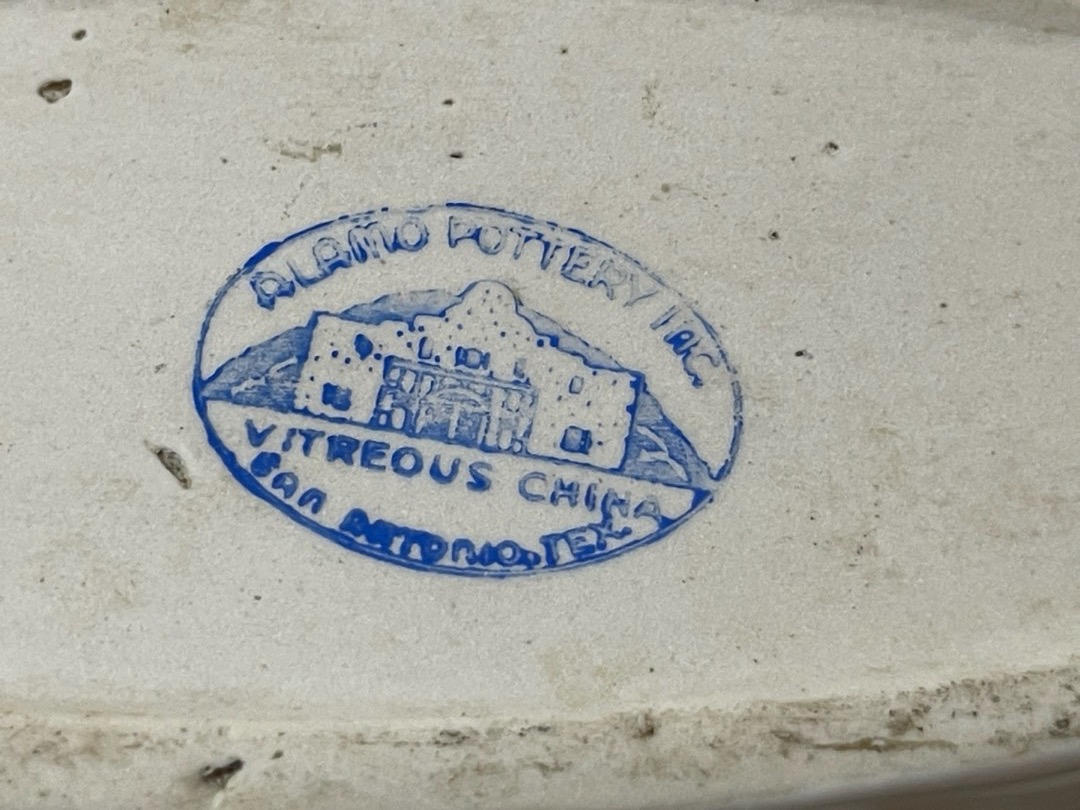 ALAMO POTTERY INC.
VITREOUS CHINA
SAN ANTONIO, TEX.